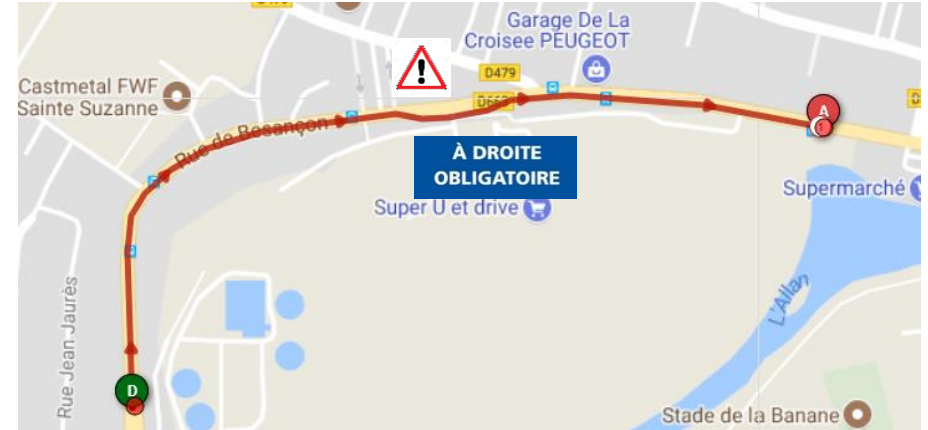 Garage De La
Croisee PEUGEOT
D479
Castmetal FWF
Sainte Suzanne
D663
A
Rue de Besançon
À DROITE
OBLIGATOIRE
Supermarché
Super U et drive
L'Allan
Rue Jean Jaurès
D
Stade de la Banane